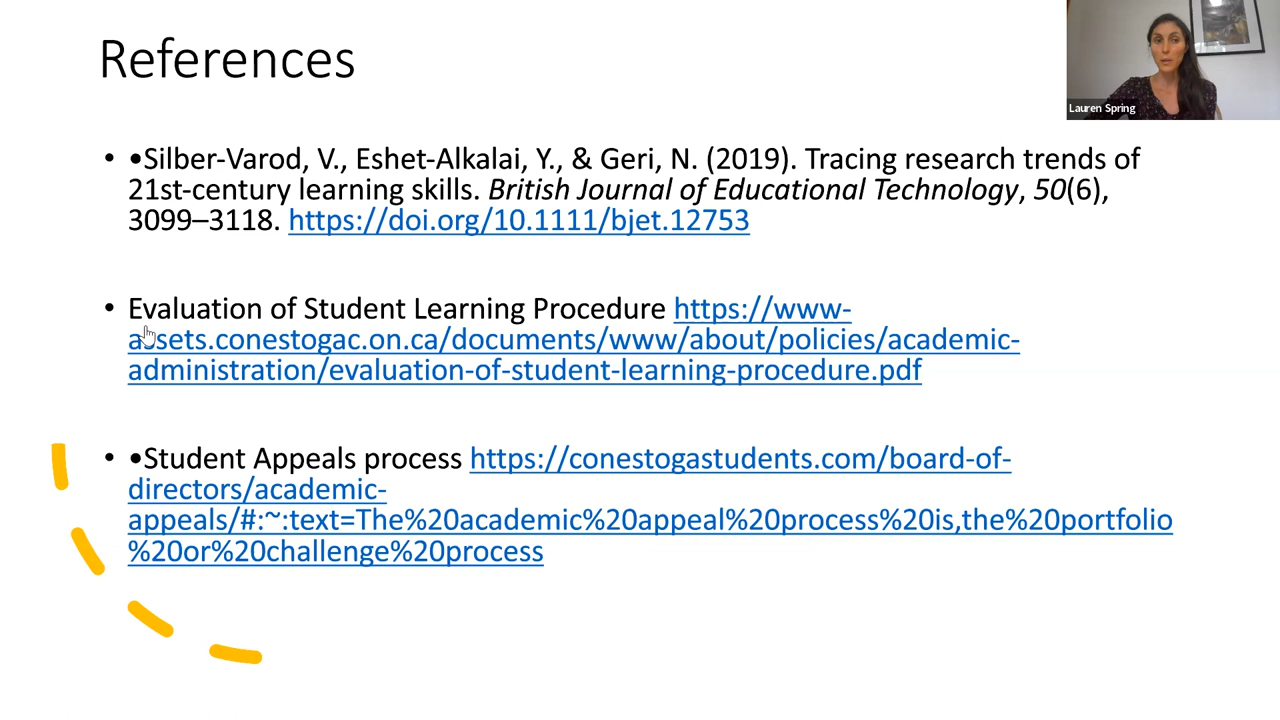 References
Lauren Spring
• •Silber-Varod, V., Eshet-Alkalai, Y., & Geri, N. (2019). Tracing research trends of
21st-century learning skills. British Journal of Educational Technology, 50(6),
3099–3118. https://doi.org/10.1111/bjet.12753
• Evaluation of Student Learning Procedure https://www-
assets.conestogac.on.ca/documents/www/about/policies/academic-
administration/evaluation-of-student-learning-procedure.pdf
• •Student Appeals process https://conestogastudents.com/board-of-
directors/academic-
appeals/#:~:text=The%20academic%20appeal%20process%20is,the%20portfolio
%20or%20challenge%20process